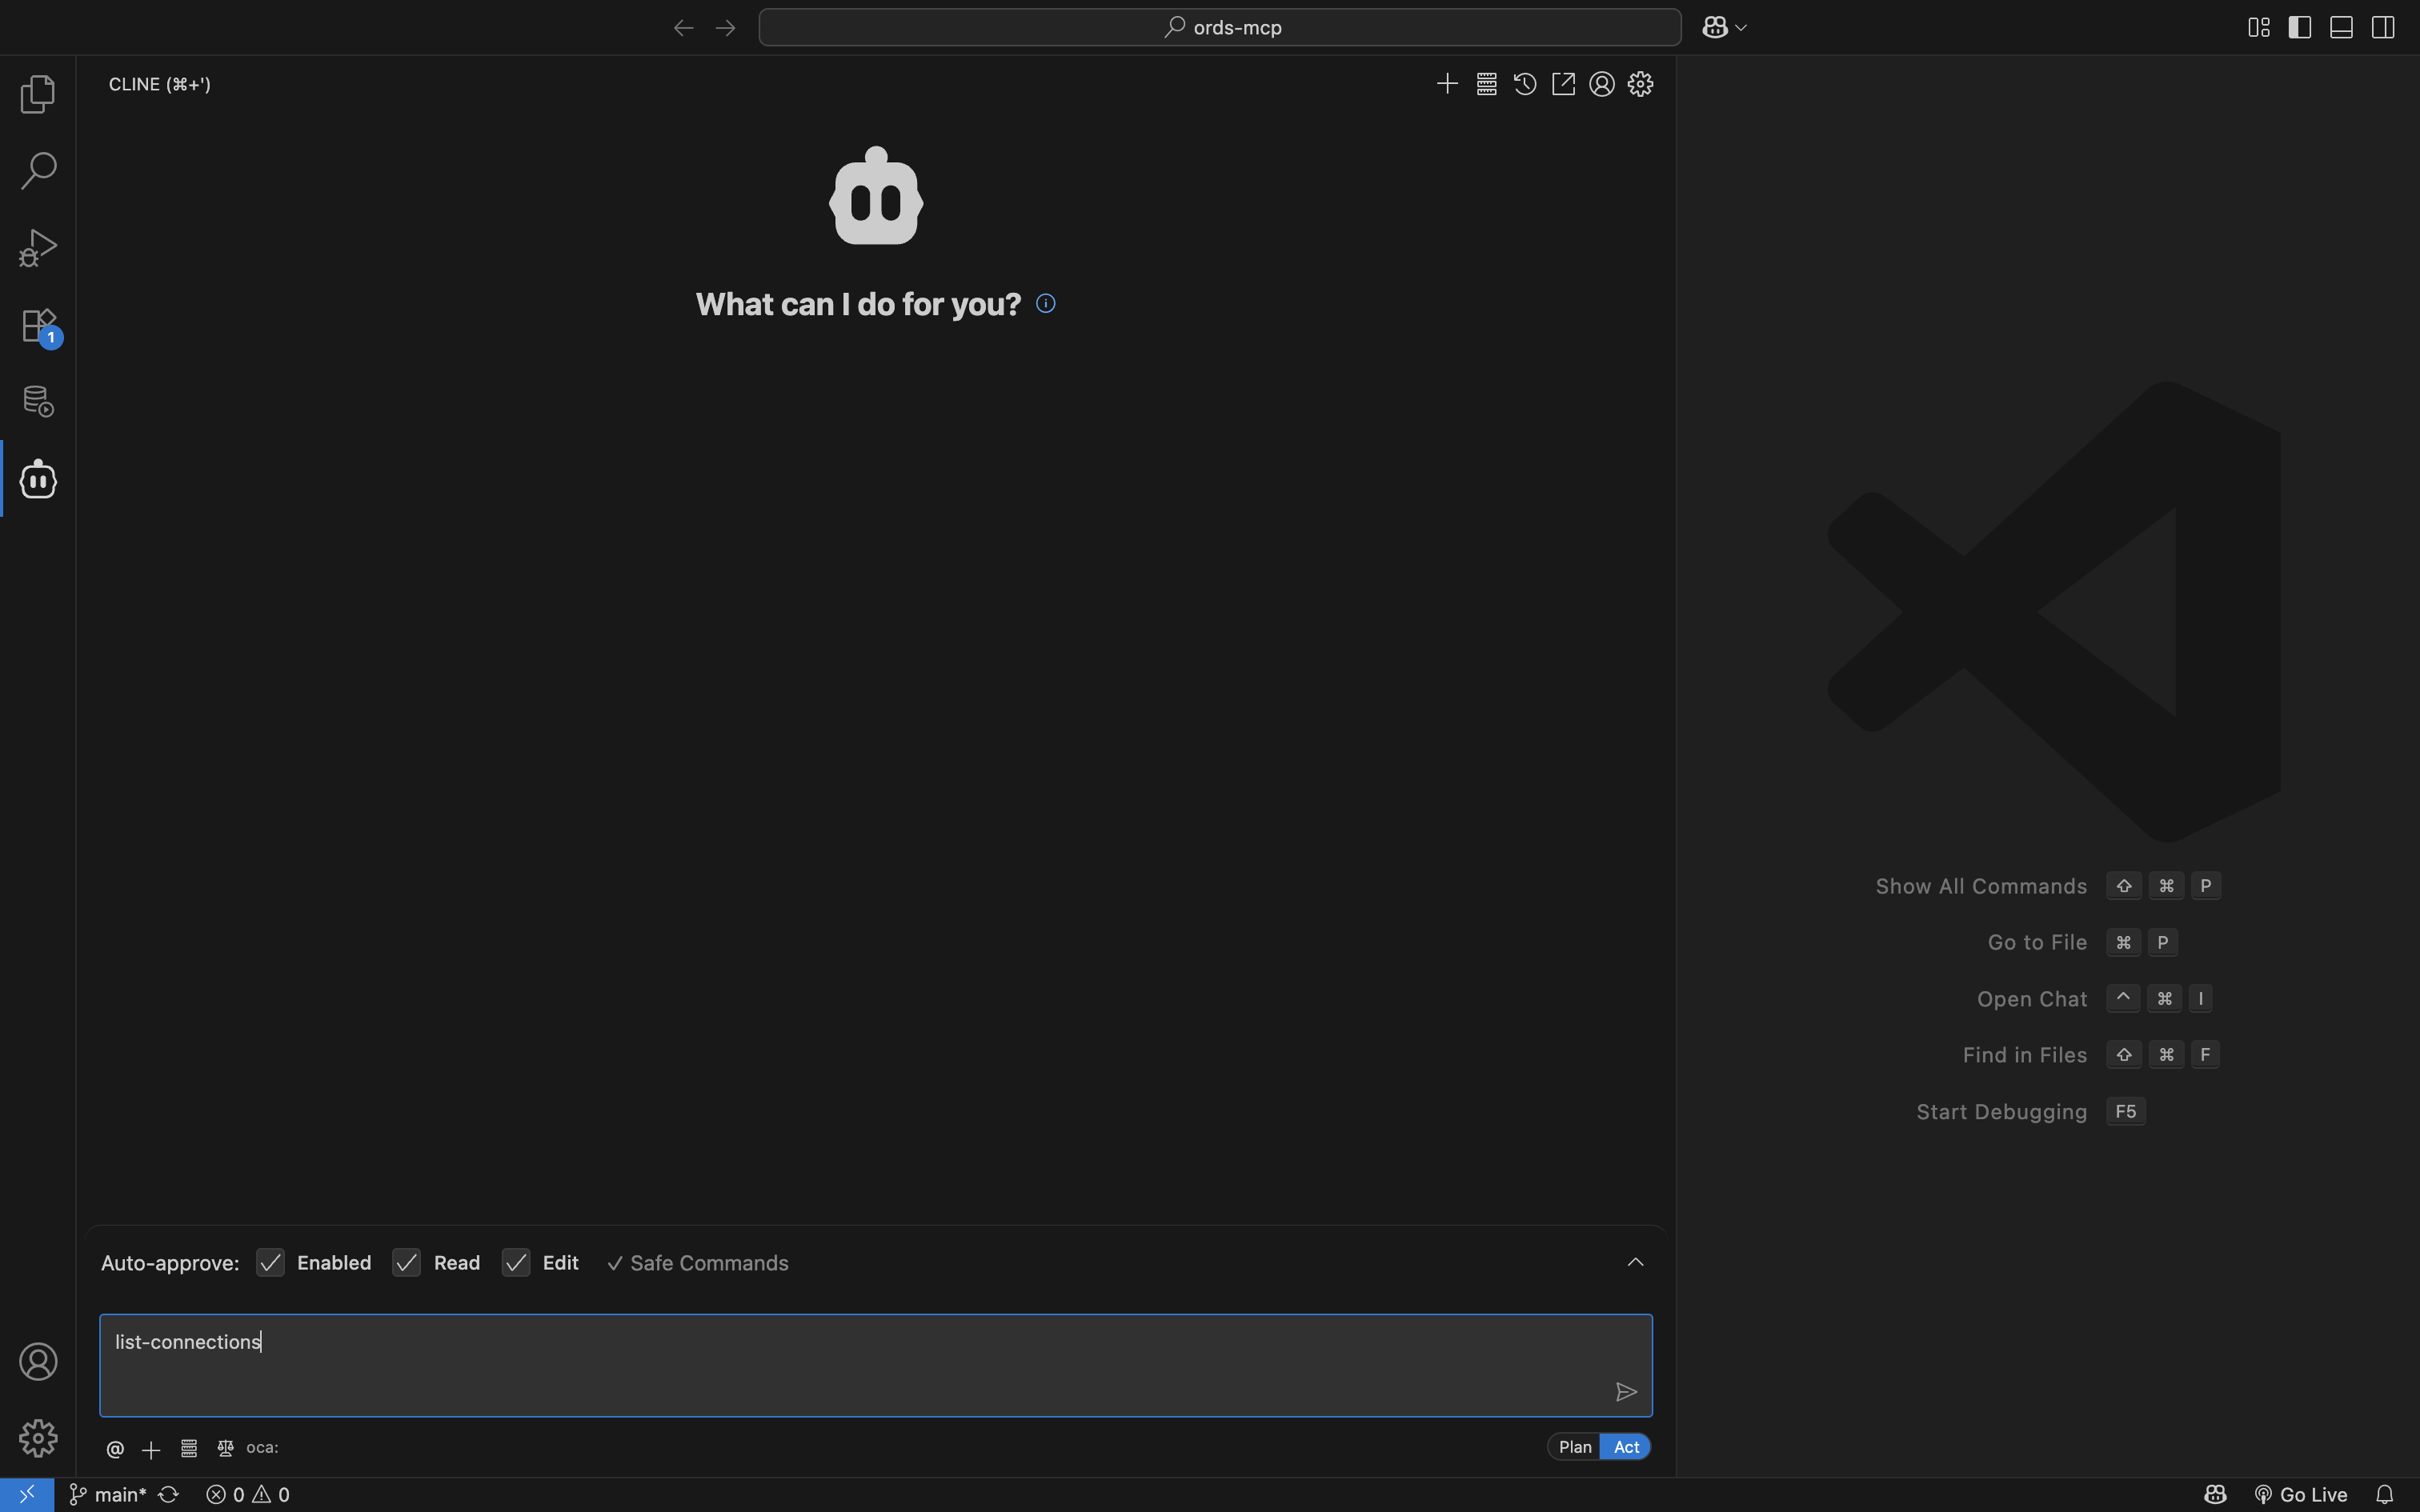 ords-mcp
CLINE (⌘+')
What can I do for you?
1
Show All Commands ⇧ ⌘ P
Go to File ⌘ P
Open Chat ^ ⌘ I
Find in Files ⇧ ⌘ F
Start Debugging F5
Auto-approve: Enabled Read Edit ✓ Safe Commands
list-connections
@ oca: Plan Act
main* 0 0 Go Live